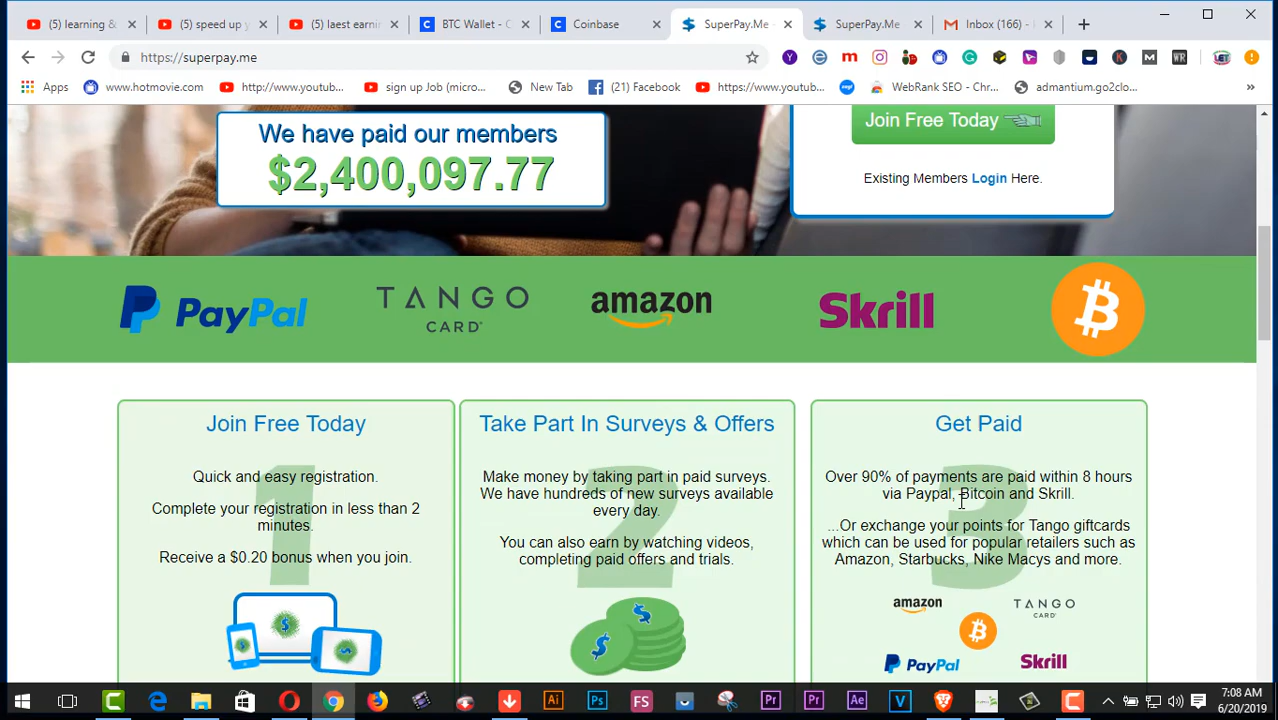 (5) learning &
(5) speed up y
(5) laest earnin
BTC Wallet - C
Coinbase
SuperPay.Me -
SuperPay.Me
Inbox (166) -
https://superpay.me
Apps
www.hotmovie.com
http://www.youtub...
sign up Job (micro...
New Tab
(21) Facebook
https://www.youtub...
WebRank SEO - Chr...
admantium.go2clo...
We have paid our members
$2,400,097.77
Join Free Today
Existing Members Login Here.
PayPal
TANGO
CARD
amazon
Skrill
Join Free Today
1
Quick and easy registration.
Complete your registration in less than 2
minutes.
Receive a $0.20 bonus when you join.
Take Part In Surveys & Offers
2
Make money by taking part in paid surveys.
We have hundreds of new surveys available
every day.
You can also earn by watching videos,
completing paid offers and trials.
Get Paid
3
Over 90% of payments are paid within 8 hours
via Paypal, Bitcoin and Skrill.
...Or exchange your points for Tango giftcards
which can be used for popular retailers such as
Amazon, Starbucks, Nike Macys and more.
amazon
TANGO
CARD
PayPal
Skrill
7:08 AM
6/20/2019